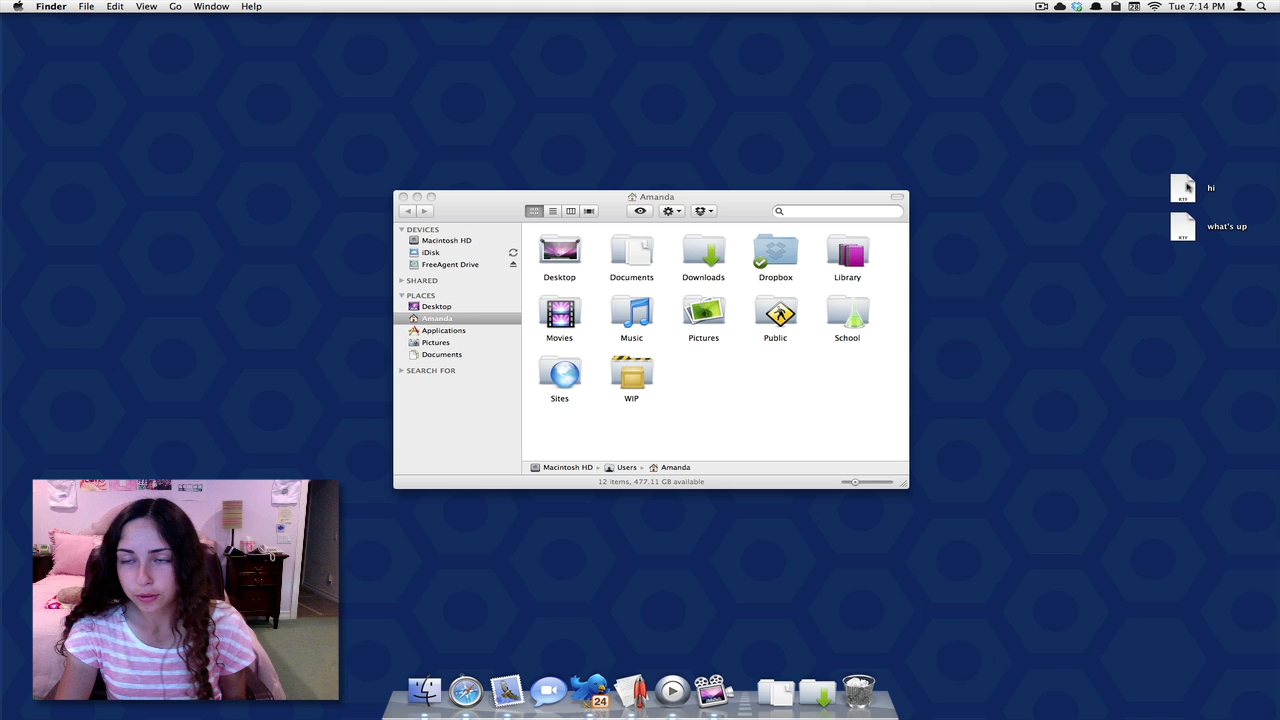 Finder File Edit View Go Window Help Tue 7:14 PM
hi
RTF
what's up
RTF
Amanda
DEVICES
Macintosh HD
iDisk
FreeAgent Drive
SHARED
PLACES
Desktop
Amanda
Applications
Pictures
Documents
SEARCH FOR
Desktop Documents Downloads Dropbox Library
Movies Music Pictures Public School
Sites WIP
Macintosh HD Users Amanda
12 items, 477.11 GB available
24